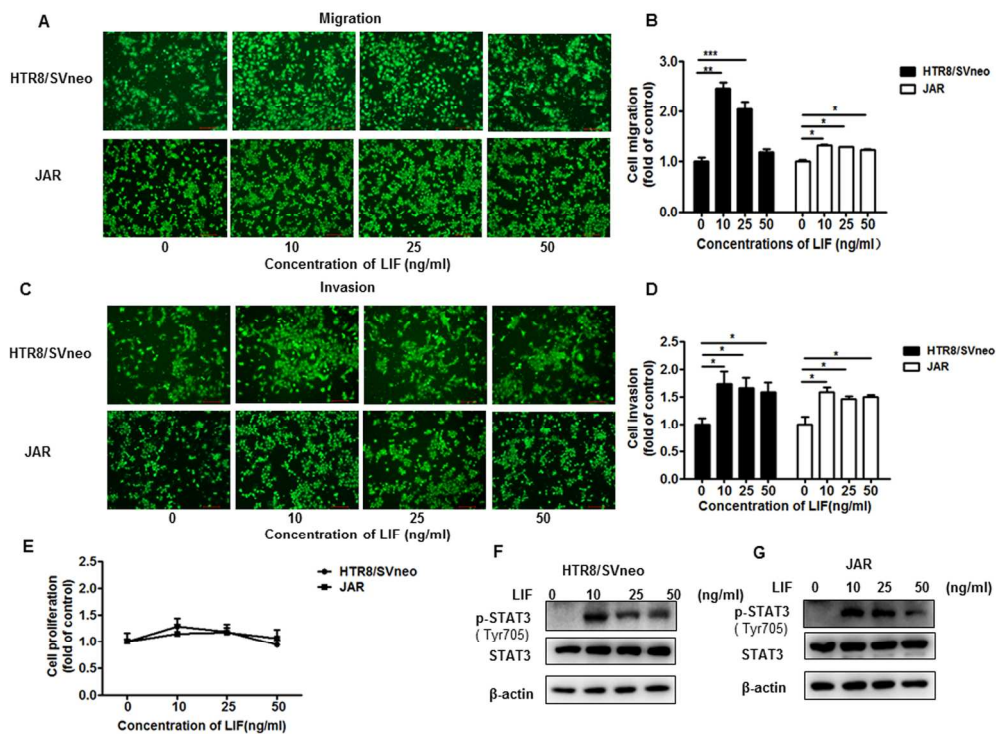 A
Migration
HTR8/SVneo
JAR
0 10 25 50
Concentration of LIF (ng/ml)
B
Cell migration
(fold of control)
3.0
2.0
1.0
0.0
***
**
*
*
*
HTR8/SVneo
JAR
0 10 25 50 0 10 25 50
Concentrations of LIF (ng/ml）
C
Invasion
HTR8/SVneo
JAR
0 10 25 50
Concentration of LIF (ng/ml)
D
Cell invasion
(fold of control)
2.5
2.0
1.5
1.0
0.5
0.0
*
*
*
*
*
*
HTR8/SVneo
JAR
0 10 25 50 0 10 25 50
Concentration of LIF(ng/ml)
E
Cell proliferation
(fold of control)
2.5
2.0
1.5
1.0
0.5
0.0
HTR8/SVneo
JAR
0 10 25 50
Concentration of LIF(ng/ml)
F
HTR8/SVneo
LIF 0 10 25 50 (ng/ml)
p-STAT3
( Tyr705)
STAT3
β-actin
G
JAR
LIF 0 10 25 50 (ng/ml)
p-STAT3
( Tyr705)
STAT3
β-actin